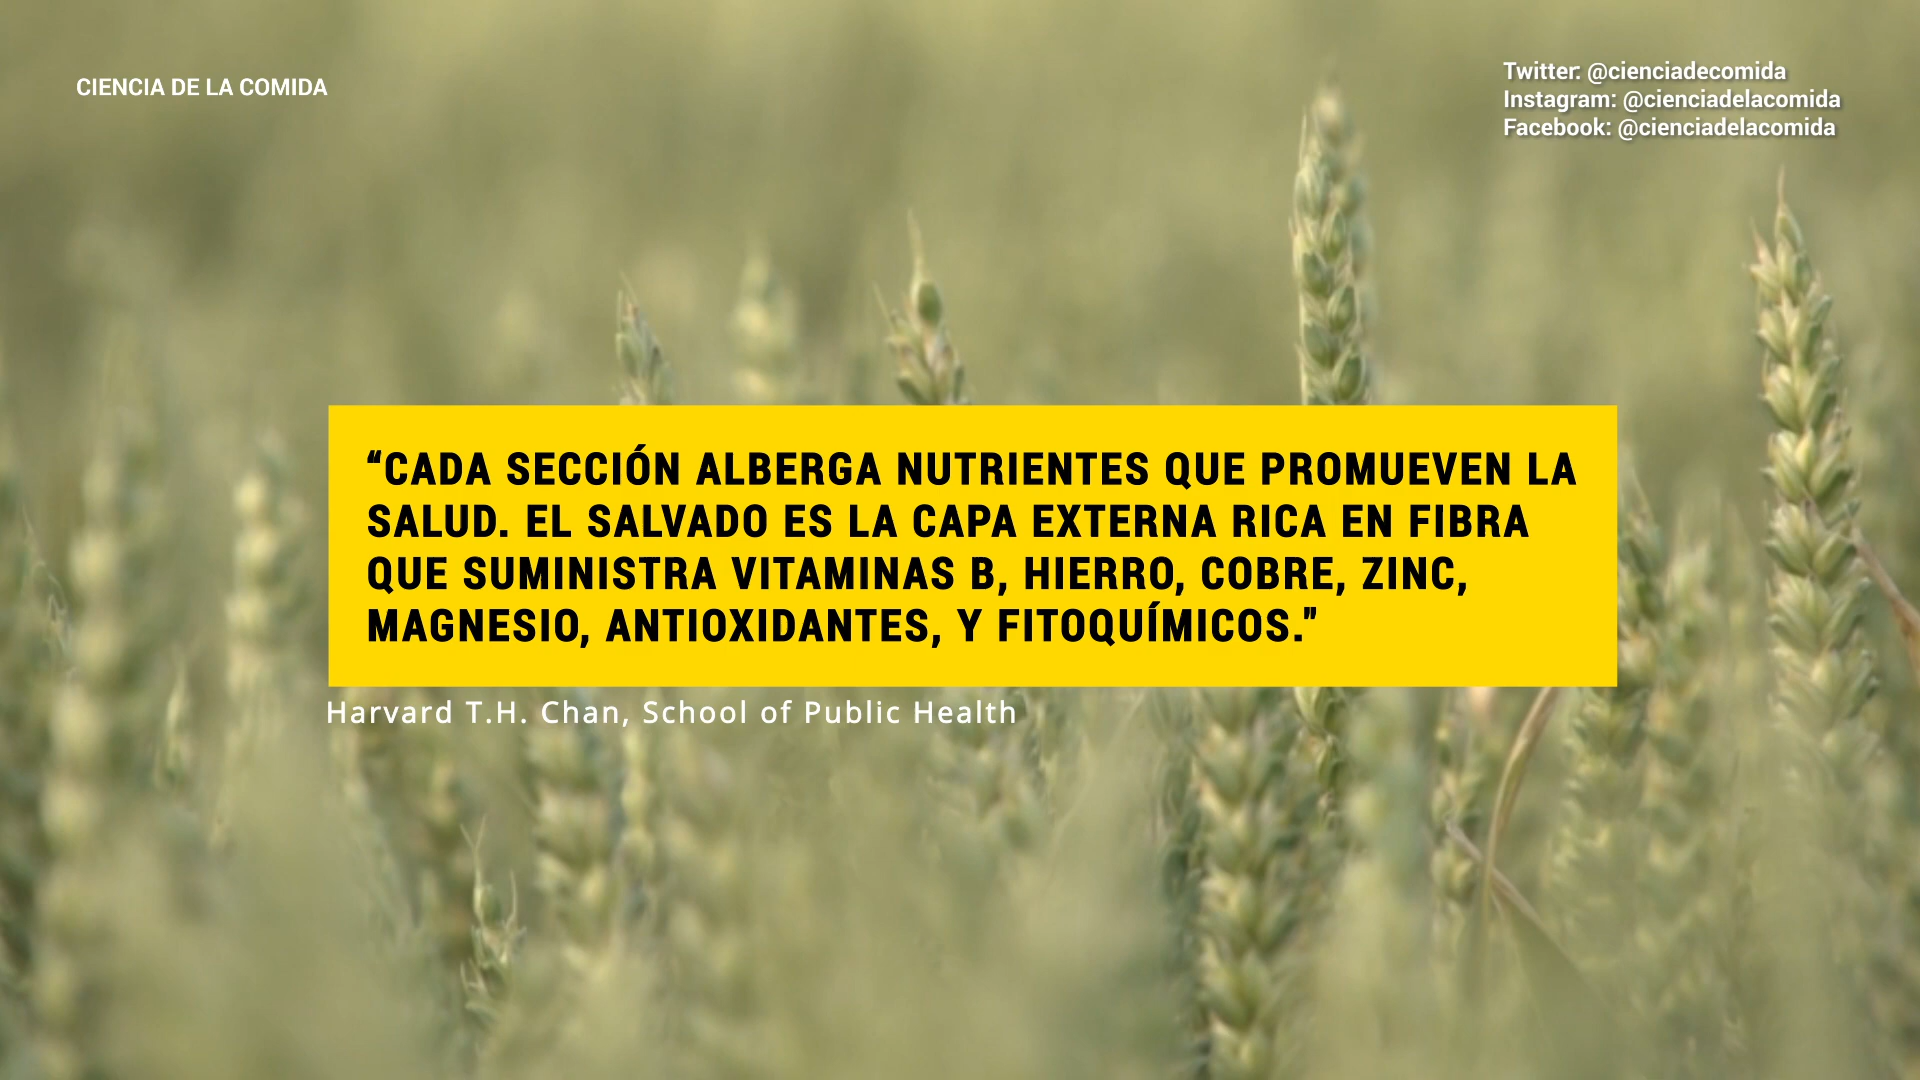 CIENCIA DE LA COMIDA
Twitter: @cienciadecomida
Instagram: @cienciadelacomida
Facebook: @cienciadelacomida
“CADA SECCIÓN ALBERGA NUTRIENTES QUE PROMUEVEN LA
SALUD. EL SALVADO ES LA CAPA EXTERNA RICA EN FIBRA
QUE SUMINISTRA VITAMINAS B, HIERRO, COBRE, ZINC,
MAGNESIO, ANTIOXIDANTES, Y FITOQUÍMICOS.”
Harvard T.H. Chan, School of Public Health